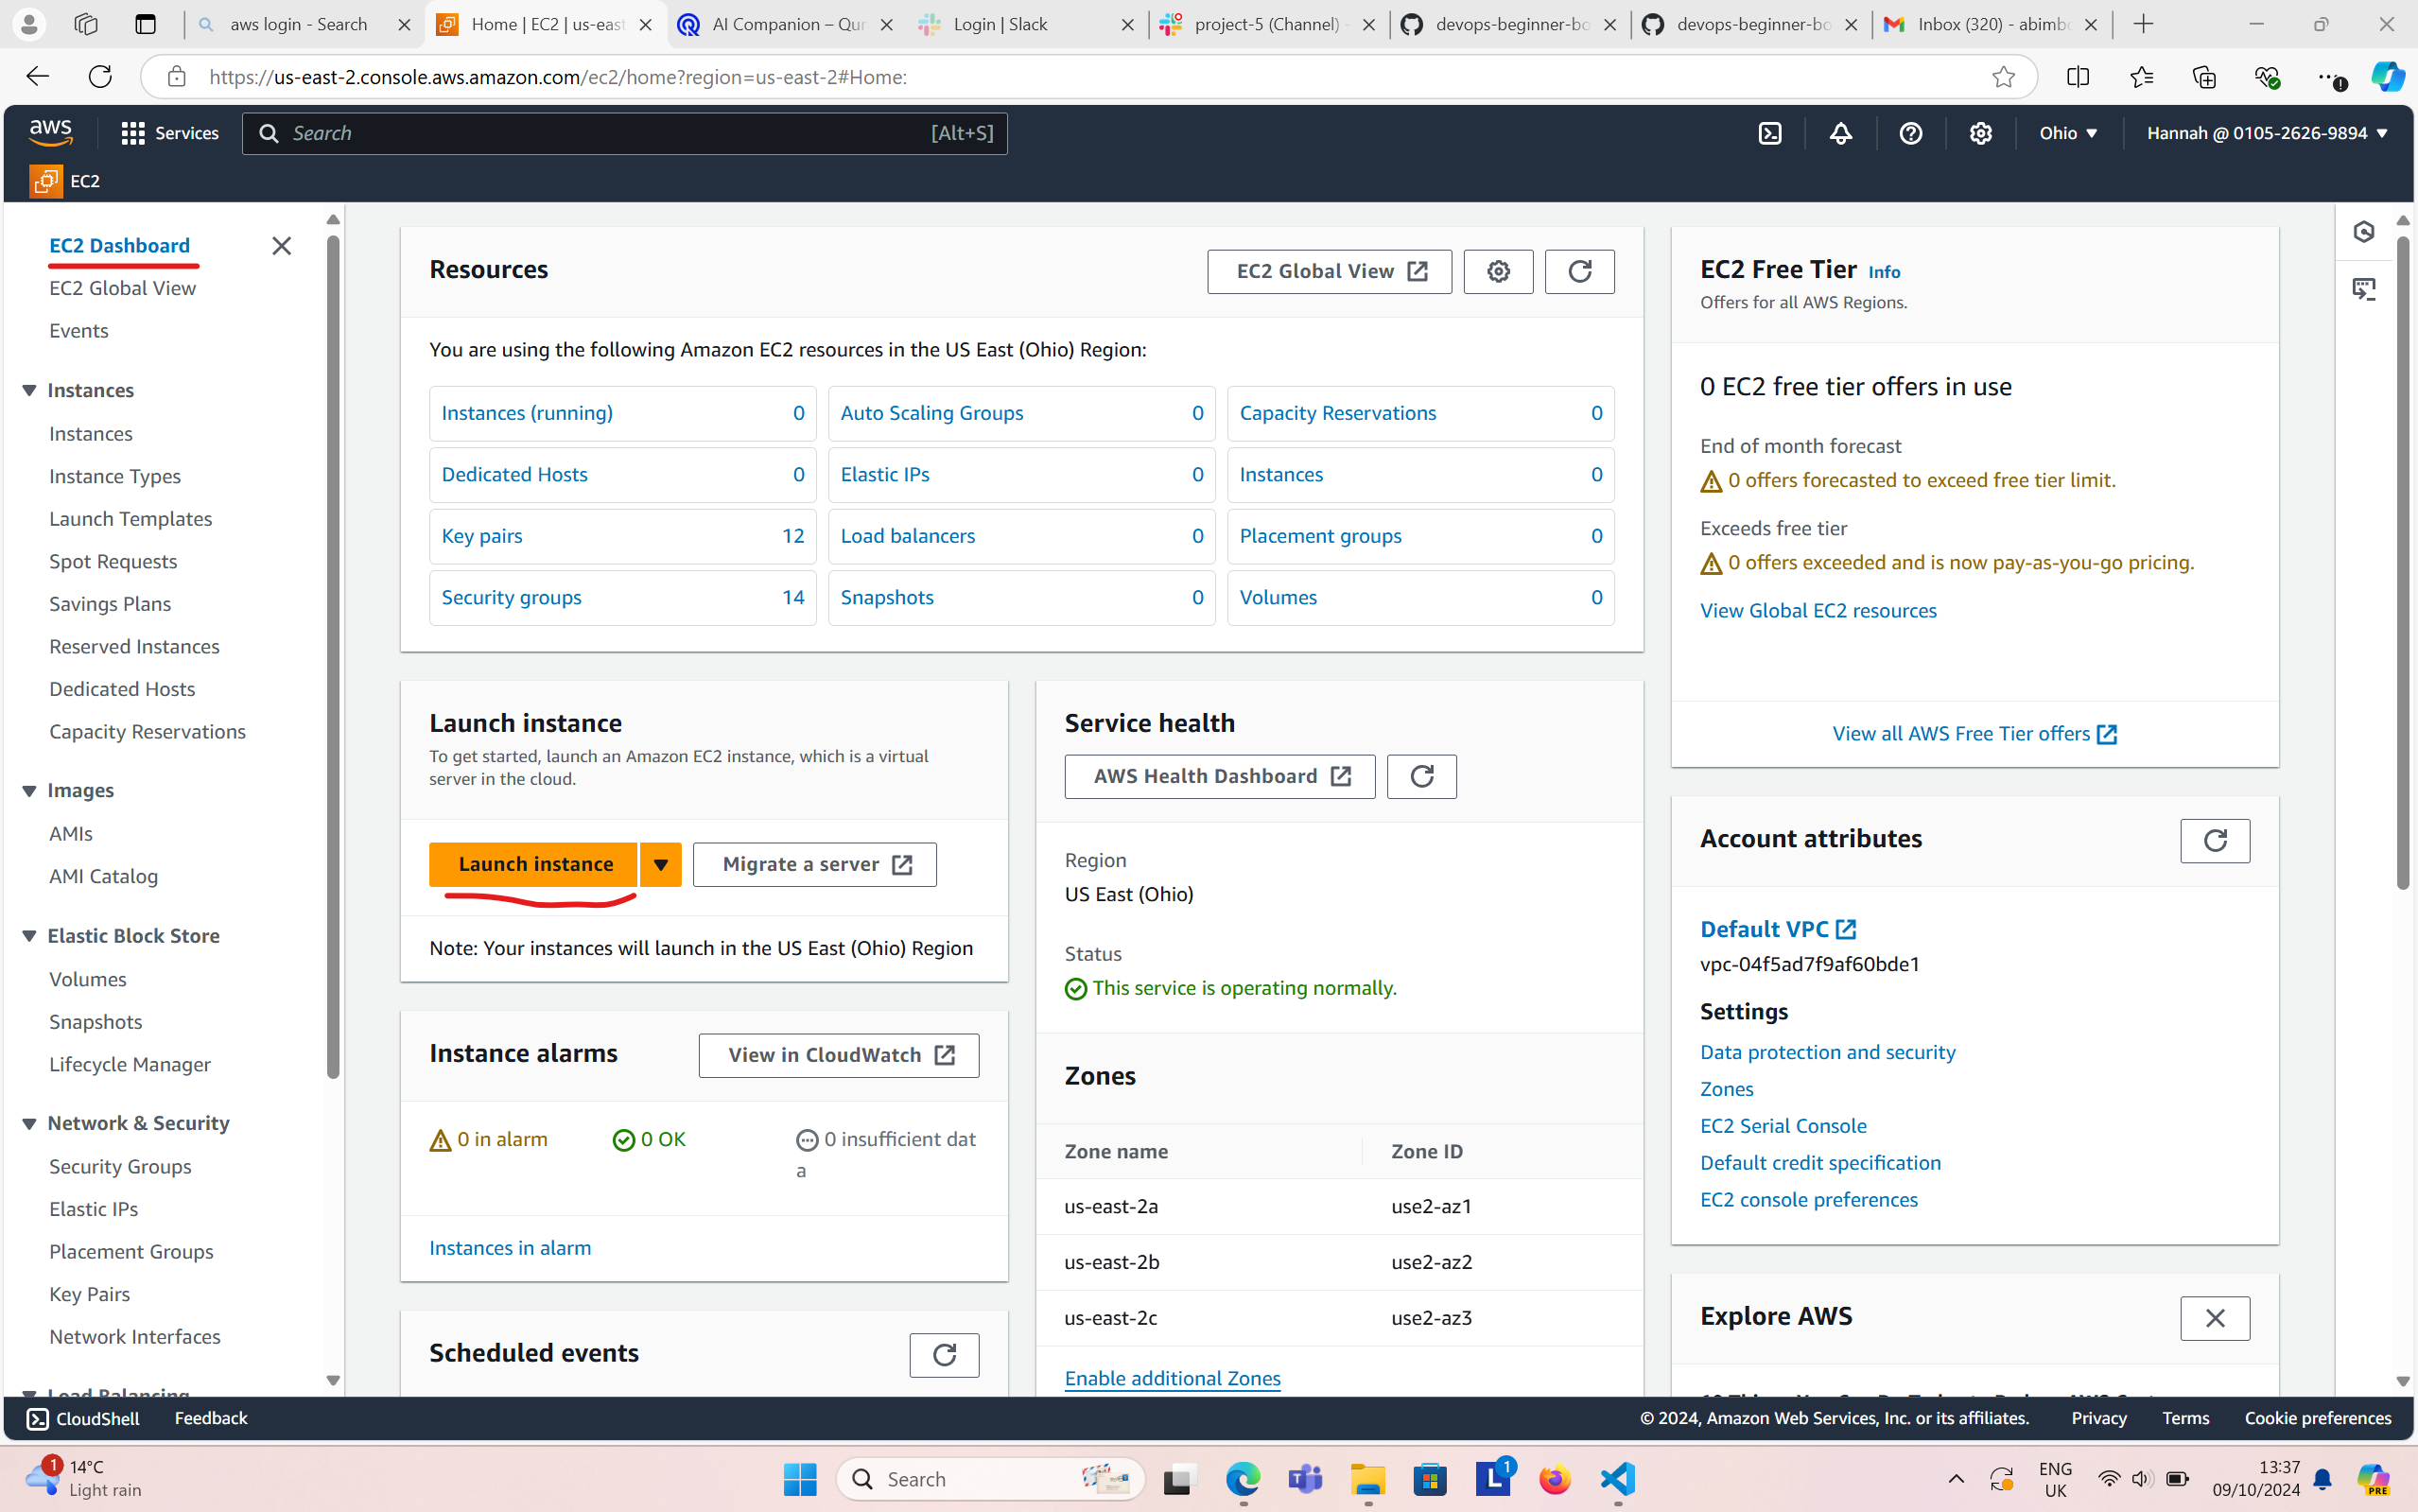 aws login - Search
Home | EC2 | us-east
AI Companion – Qur
Login | Slack
project-5 (Channel) -
devops-beginner-bo
devops-beginner-bo
Inbox (320) - abimbo
https://us-east-2.console.aws.amazon.com/ec2/home?region=us-east-2#Home:
aws
Services
Search
[Alt+S]
Ohio
Hannah @ 0105-2626-9894
EC2
EC2 Dashboard
EC2 Global View
Events
Instances
Instances
Instance Types
Launch Templates
Spot Requests
Savings Plans
Reserved Instances
Dedicated Hosts
Capacity Reservations
Images
AMIs
AMI Catalog
Elastic Block Store
Volumes
Snapshots
Lifecycle Manager
Network & Security
Security Groups
Elastic IPs
Placement Groups
Key Pairs
Network Interfaces
Load Balancing
Resources
EC2 Global View
You are using the following Amazon EC2 resources in the US East (Ohio) Region:
Instances (running) 0
Auto Scaling Groups 0
Capacity Reservations 0
Dedicated Hosts 0
Elastic IPs 0
Instances 0
Key pairs 12
Load balancers 0
Placement groups 0
Security groups 14
Snapshots 0
Volumes 0
Launch instance
To get started, launch an Amazon EC2 instance, which is a virtual
server in the cloud.
Launch instance
Migrate a server
Note: Your instances will launch in the US East (Ohio) Region
Instance alarms
View in CloudWatch
0 in alarm
0 OK
0 insufficient dat
a
Instances in alarm
Scheduled events
Service health
AWS Health Dashboard
Region
US East (Ohio)
Status
This service is operating normally.
Zones
Zone name Zone ID
us-east-2a use2-az1
us-east-2b use2-az2
us-east-2c use2-az3
Enable additional Zones
EC2 Free Tier Info
Offers for all AWS Regions.
0 EC2 free tier offers in use
End of month forecast
0 offers forecasted to exceed free tier limit.
Exceeds free tier
0 offers exceeded and is now pay-as-you-go pricing.
View Global EC2 resources
View all AWS Free Tier offers
Account attributes
Default VPC
vpc-04f5ad7f9af60bde1
Settings
Data protection and security
Zones
EC2 Serial Console
Default credit specification
EC2 console preferences
Explore AWS
CloudShell
Feedback
© 2024, Amazon Web Services, Inc. or its affiliates.
Privacy
Terms
Cookie preferences
1
14°C
Light rain
Search
1
ENG
UK
13:37
09/10/2024
PRE